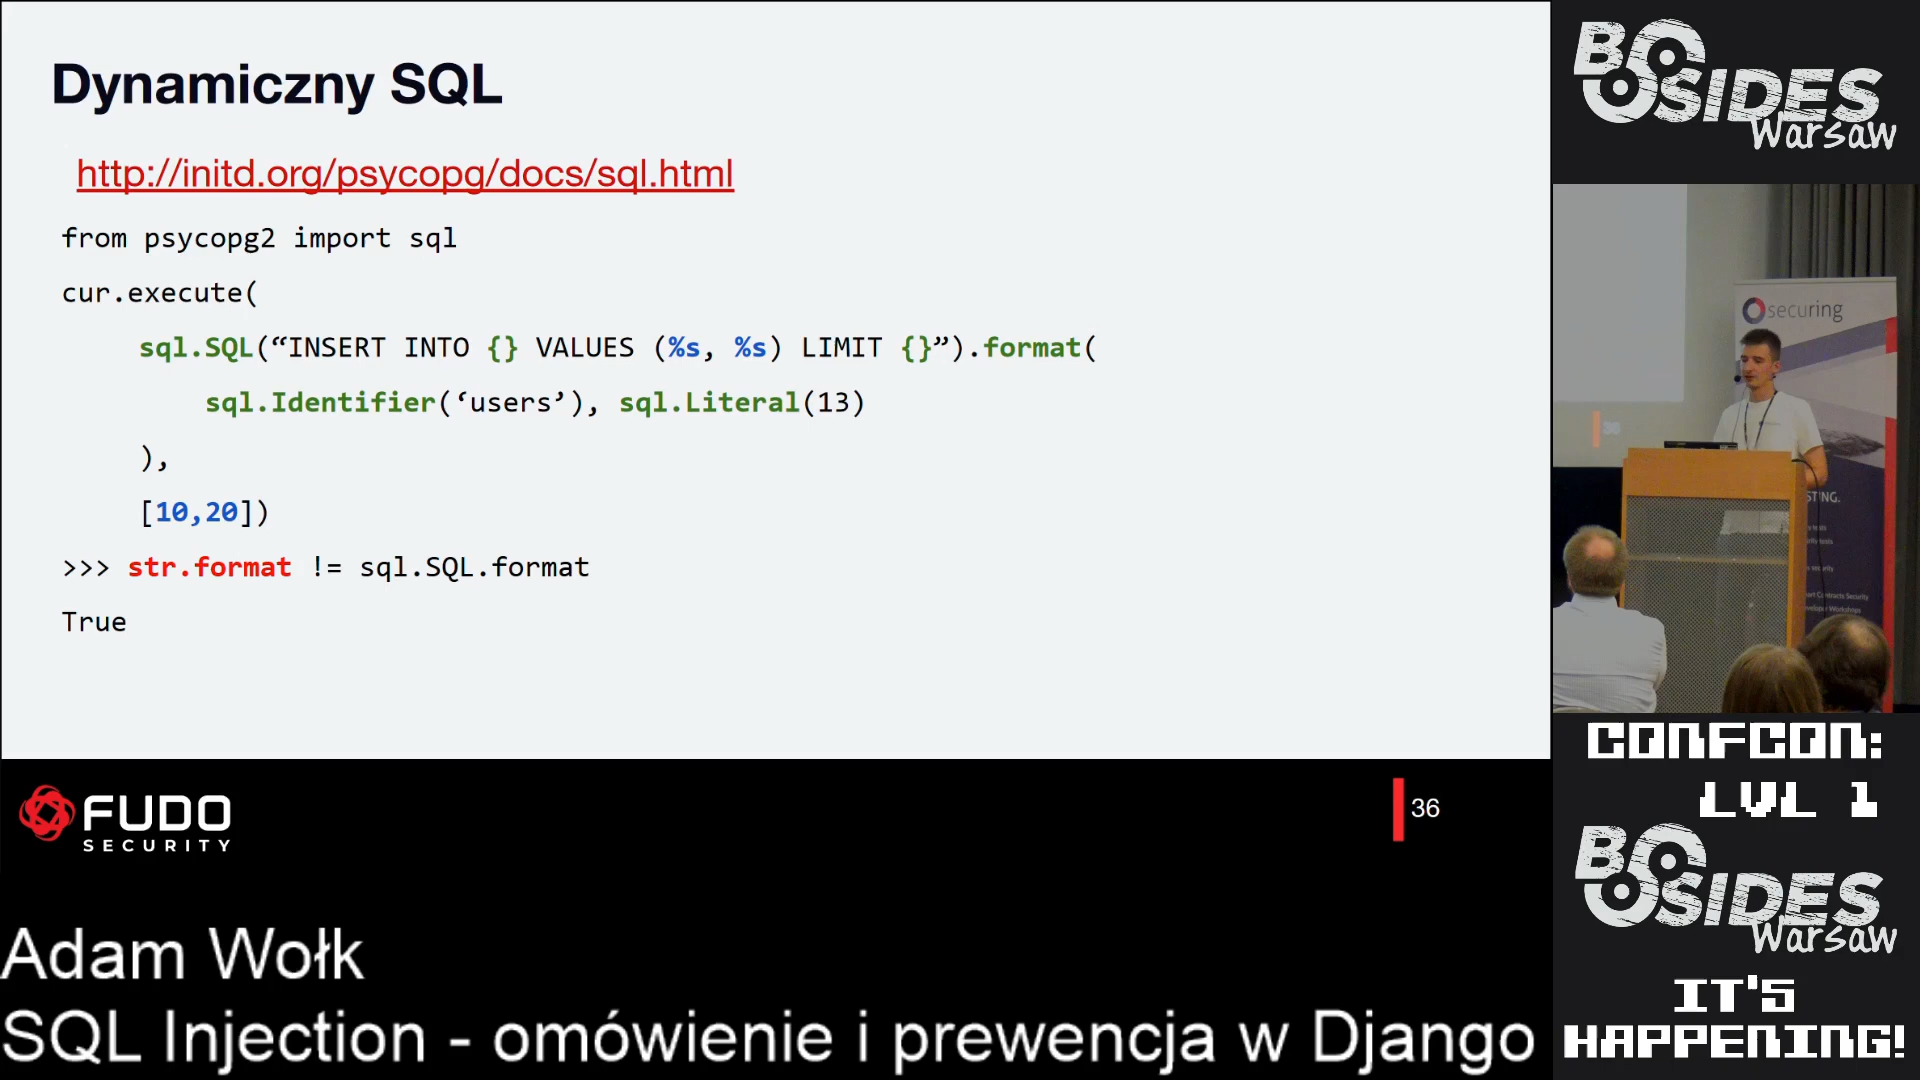 Dynamiczny SQL
http://initd.org/psycopg/docs/sql.html
from psycopg2 import sql
cur.execute(
sql.SQL(“INSERT INTO {} VALUES (%s, %s) LIMIT {}”).format(
sql.Identifier(‘users’), sql.Literal(13)
),
[10,20])
>>> str.format != sql.SQL.format
True
FUDO
SECURITY
36
Adam Wołk
SQL Injection - omówienie i prewencja w Django
BSIDES
Warsaw
securing
36
CONFCON:
LVL 1
BSIDES
Warsaw
IT'S
HAPPENING!